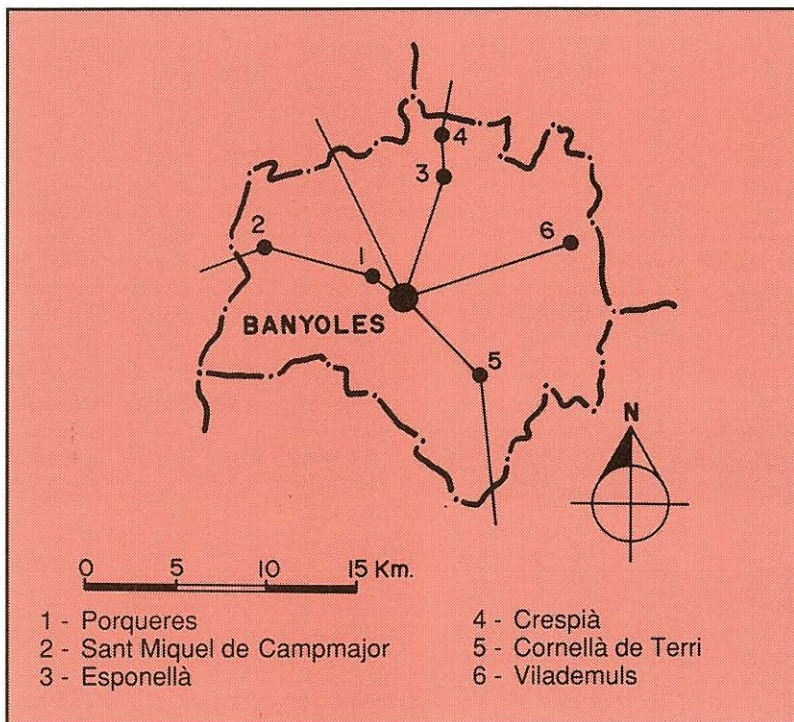 4
3
2
6
1
BANYOLES
5
N
0 5 10 15 Km.
1 - Porqueres
2 - Sant Miquel de Campmajor
3 - Esponellà
4 - Crespià
5 - Cornellà de Terri
6 - Vilademuls